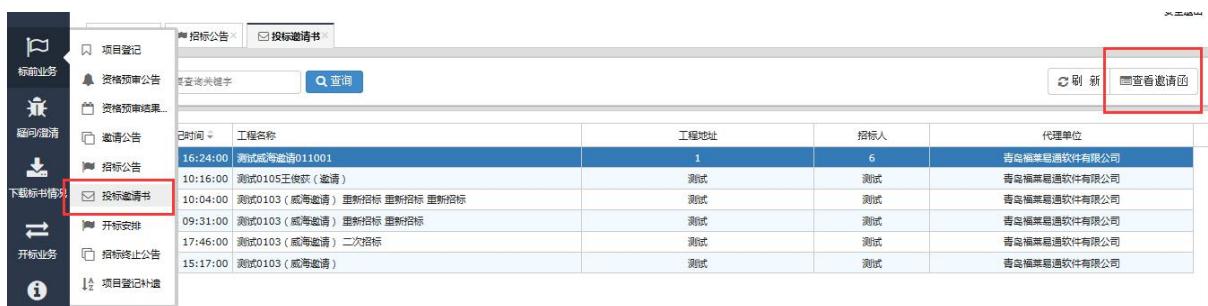 标前业务
疑问/澄清
下载标书情况
开标业务
项目登记
资格预审公告
资格预审结果...
邀请公告
招标公告
投标邀请书
开标安排
招标终止公告
项目登记补遗
招标公告×
投标邀请书×
要查询关键字
查询
刷 新
查看邀请函
记时间 工程名称 工程地址 招标人 代理单位
16:24:00 测试威海邀请011001 1 6 青岛福莱易通软件有限公司
10:16:00 测试0105王俊荻（邀请） 测试 测试 青岛福莱易通软件有限公司
10:04:00 测试0103（威海邀请）重新招标 重新招标 重新招标 测试 测试 青岛福莱易通软件有限公司
09:31:00 测试0103（威海邀请）重新招标 重新招标 测试 测试 青岛福莱易通软件有限公司
17:46:00 测试0103（威海邀请）二次招标 测试 测试 青岛福莱易通软件有限公司
15:17:00 测试0103（威海邀请） 测试 测试 青岛福莱易通软件有限公司